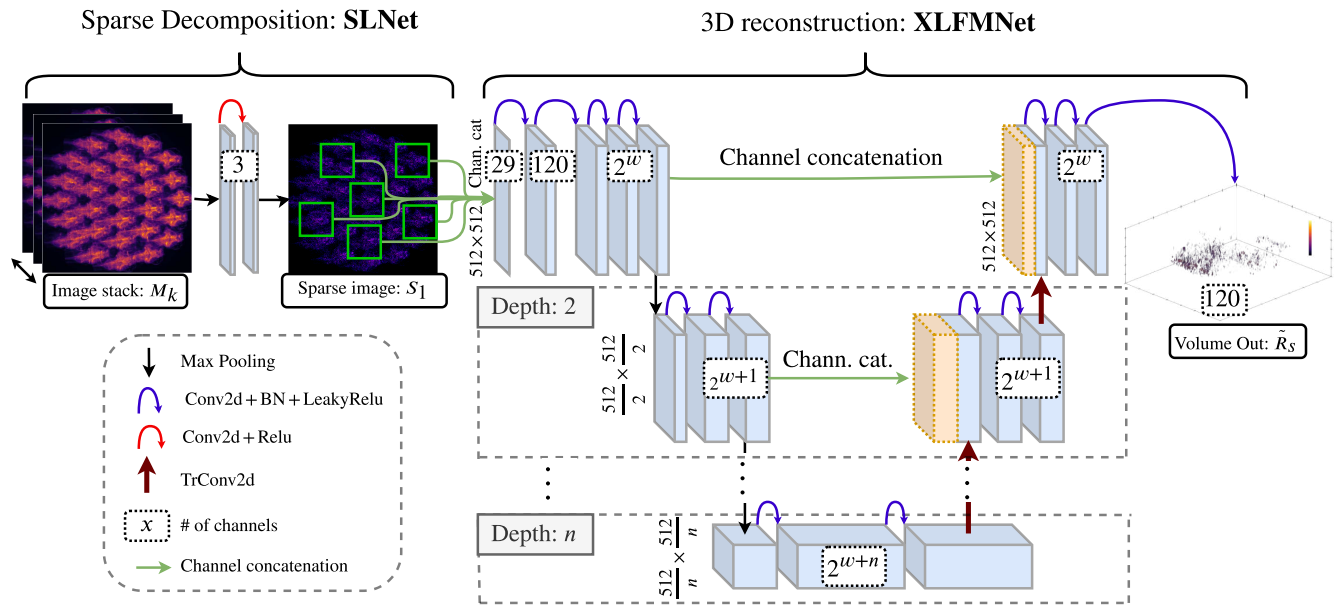 Sparse Decomposition: SLNet
3D reconstruction: XLFMNet
3
Chan. cat
512×512
29
120
2^w
Channel concatenation
512×512
2^w
Image stack: M_k
Sparse image: S_1
120
Volume Out: R̃_s
Depth: 2
512/2 × 512/2
2^{w+1}
Chann. cat.
2^{w+1}
Depth: n
512/n × 512/n
2^{w+n}
Max Pooling
Conv2d+BN+LeakyRelu
Conv2d+Relu
TrConv2d
x
# of channels
Channel concatenation